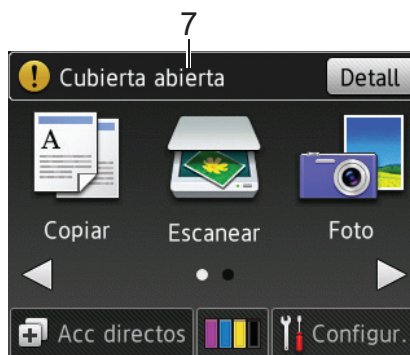 7
Cubierta abierta Detall
A
Copiar Escanear Foto
Acc directos Configur.